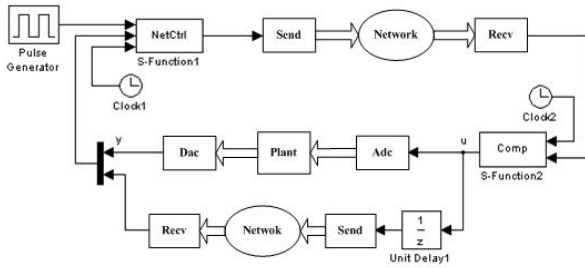 Pulse
Generator
NetCtrl
S-Function1
Clock1
Send
Network
Recv
Clock2
y
Dac
Plant
Adc
u
Comp
S-Function2
Recv
Netwok
Send
1
z
Unit Delay1